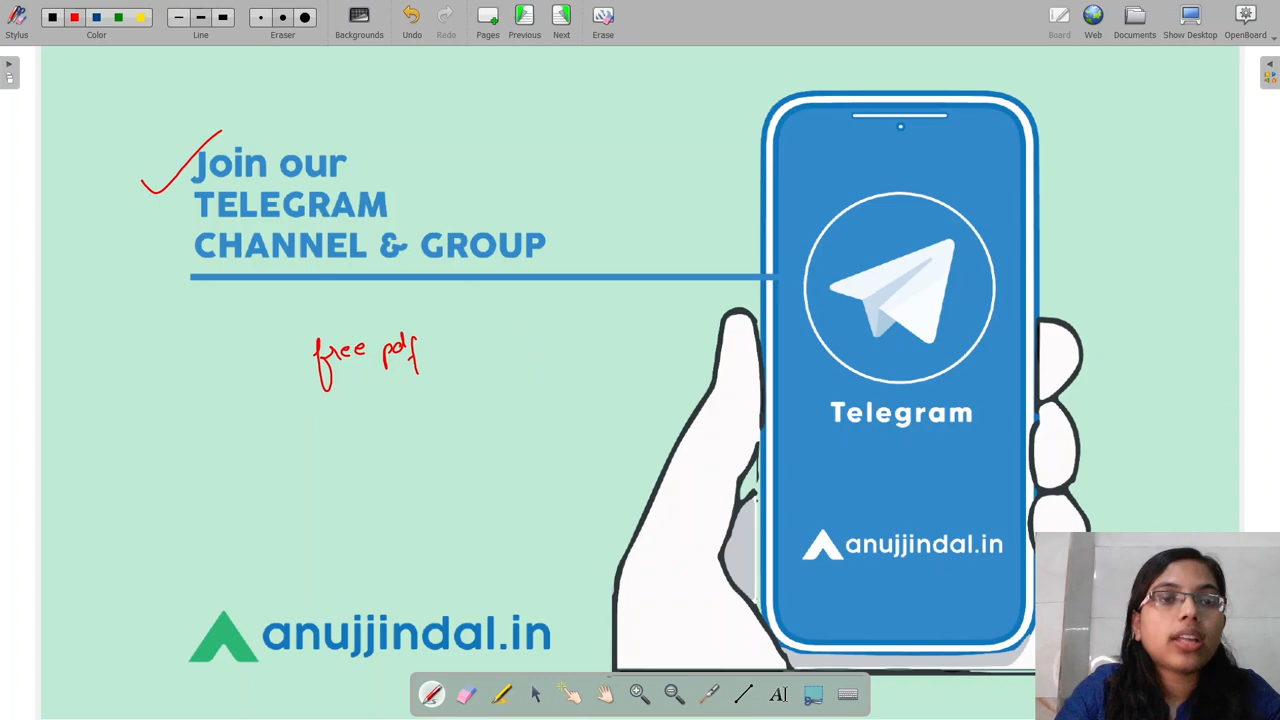 Stylus Color Line Eraser Backgrounds Undo Redo Pages Previous Next Erase Board Web Documents Show Desktop OpenBoard
Join our
TELEGRAM
CHANNEL & GROUP
free pdf
Telegram
anujjindal.in
anujjindal.in
AI